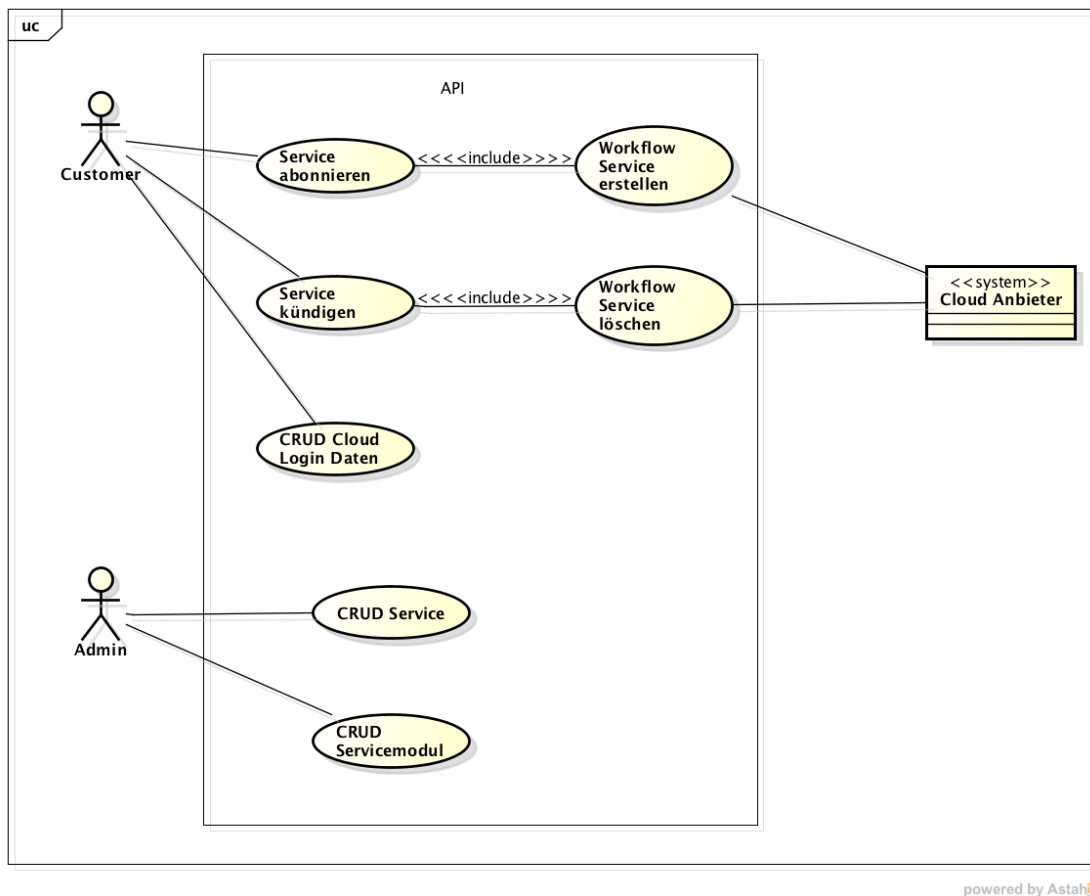 uc
API
Customer
Service
abonnieren
<<<<include>>>>
Workflow
Service
erstellen
Service
kündigen
<<<<include>>>>
Workflow
Service
löschen
<<system>>
Cloud Anbieter
CRUD Cloud
Login Daten
Admin
CRUD Service
CRUD
Servicemodul
powered by Astah